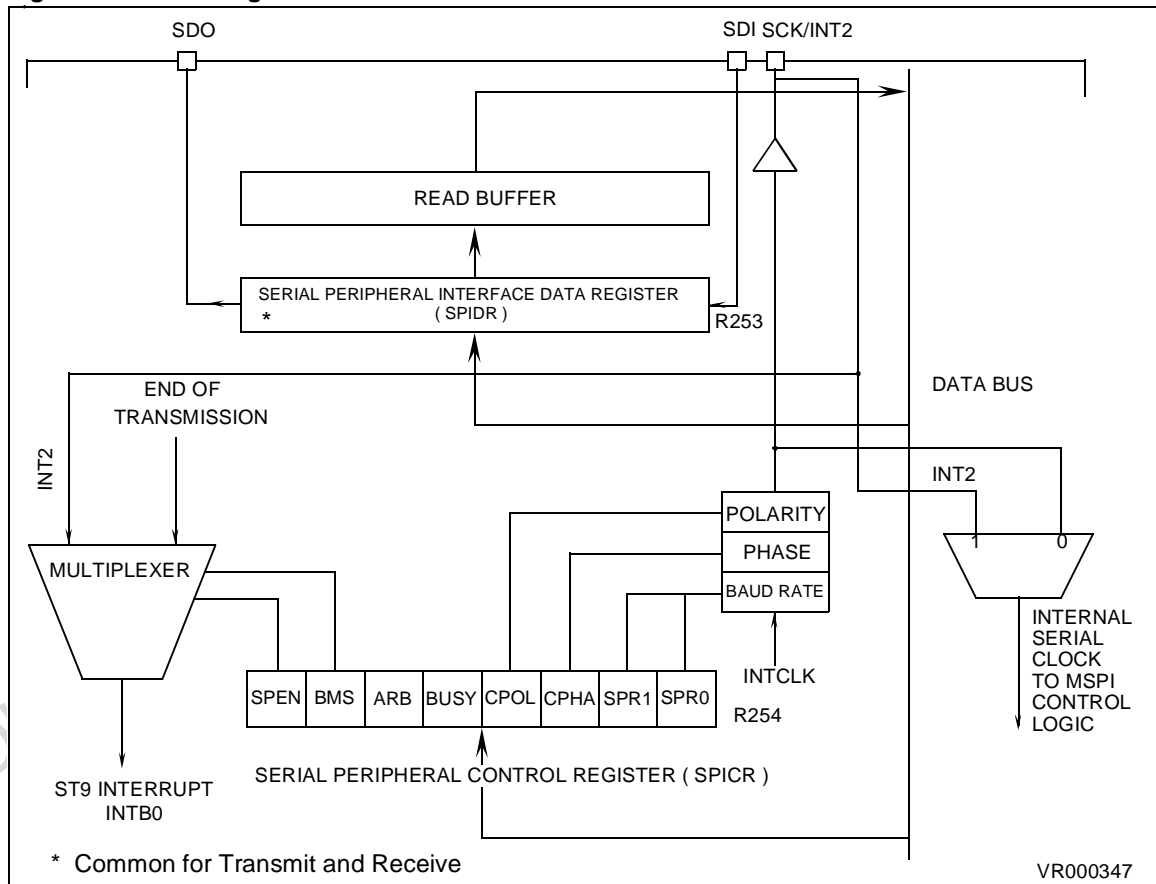 SDO
SDI SCK/INT2
READ BUFFER
SERIAL PERIPHERAL INTERFACE DATA REGISTER
( SPIDR )
*
R253
END OF
TRANSMISSION
DATA BUS
INT2
INT2
POLARITY
PHASE
BAUD RATE
1 0
MULTIPLEXER
INTCLK
INTERNAL
SERIAL
CLOCK
TO MSPI
CONTROL
LOGIC
SPEN BMS ARB BUSY CPOL CPHA SPR1 SPR0
R254
SERIAL PERIPHERAL CONTROL REGISTER ( SPICR )
ST9 INTERRUPT
INTB0
* Common for Transmit and Receive
VR000347